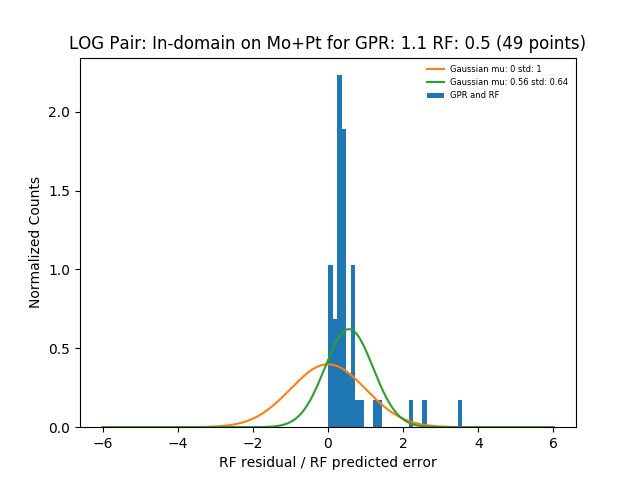 LOG Pair: In-domain on Mo+Pt for GPR: 1.1 RF: 0.5 (49 points)
Gaussian mu: 0 std: 1
Gaussian mu: 0.56 std: 0.64
GPR and RF
Normalized Counts
2.0
1.5
1.0
0.5
0.0
−6 −4 −2 0 2 4 6
RF residual / RF predicted error